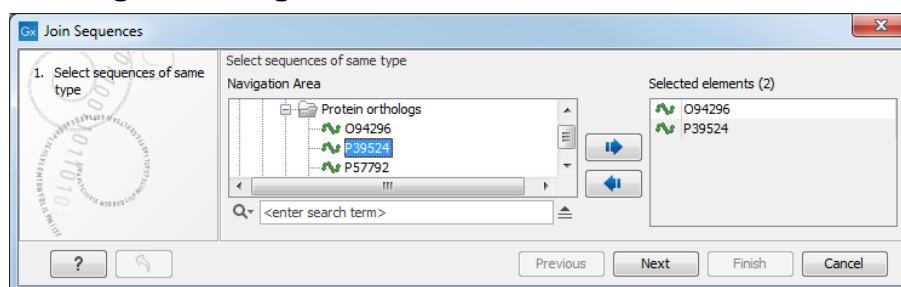 Gx Join Sequences
1. Select sequences of same type
Select sequences of same type
Navigation Area
Protein orthologs
O94296
P39524
P57792
<enter search term>
Selected elements (2)
O94296
P39524
?
Previous
Next
Finish
Cancel